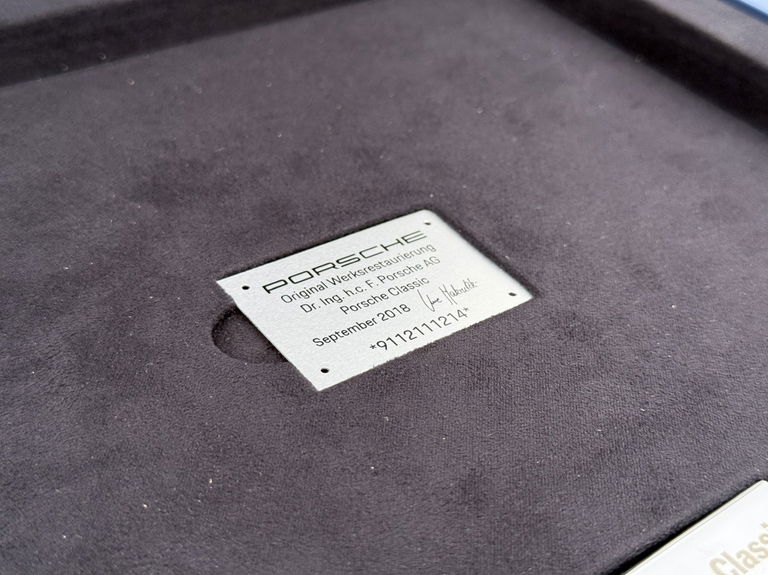 PORSCHE
Original Werksrestaurierung
Dr. Ing. h.c. F. Porsche AG
Porsche Classic
September 2018
*9112111214*